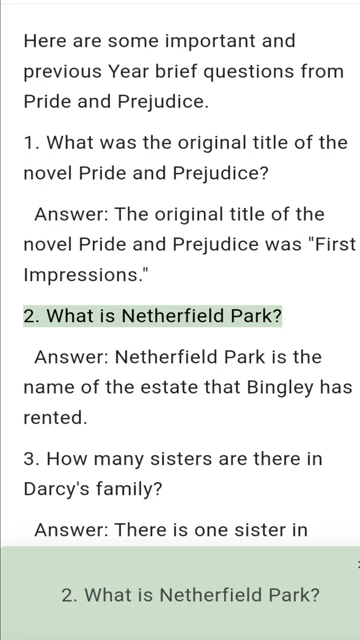 Here are some important and
previous Year brief questions from
Pride and Prejudice.
1. What was the original title of the
novel Pride and Prejudice?
Answer: The original title of the
novel Pride and Prejudice was "First
Impressions."
2. What is Netherfield Park?
Answer: Netherfield Park is the
name of the estate that Bingley has
rented.
3. How many sisters are there in
Darcy's family?
Answer: There is one sister in
2. What is Netherfield Park?